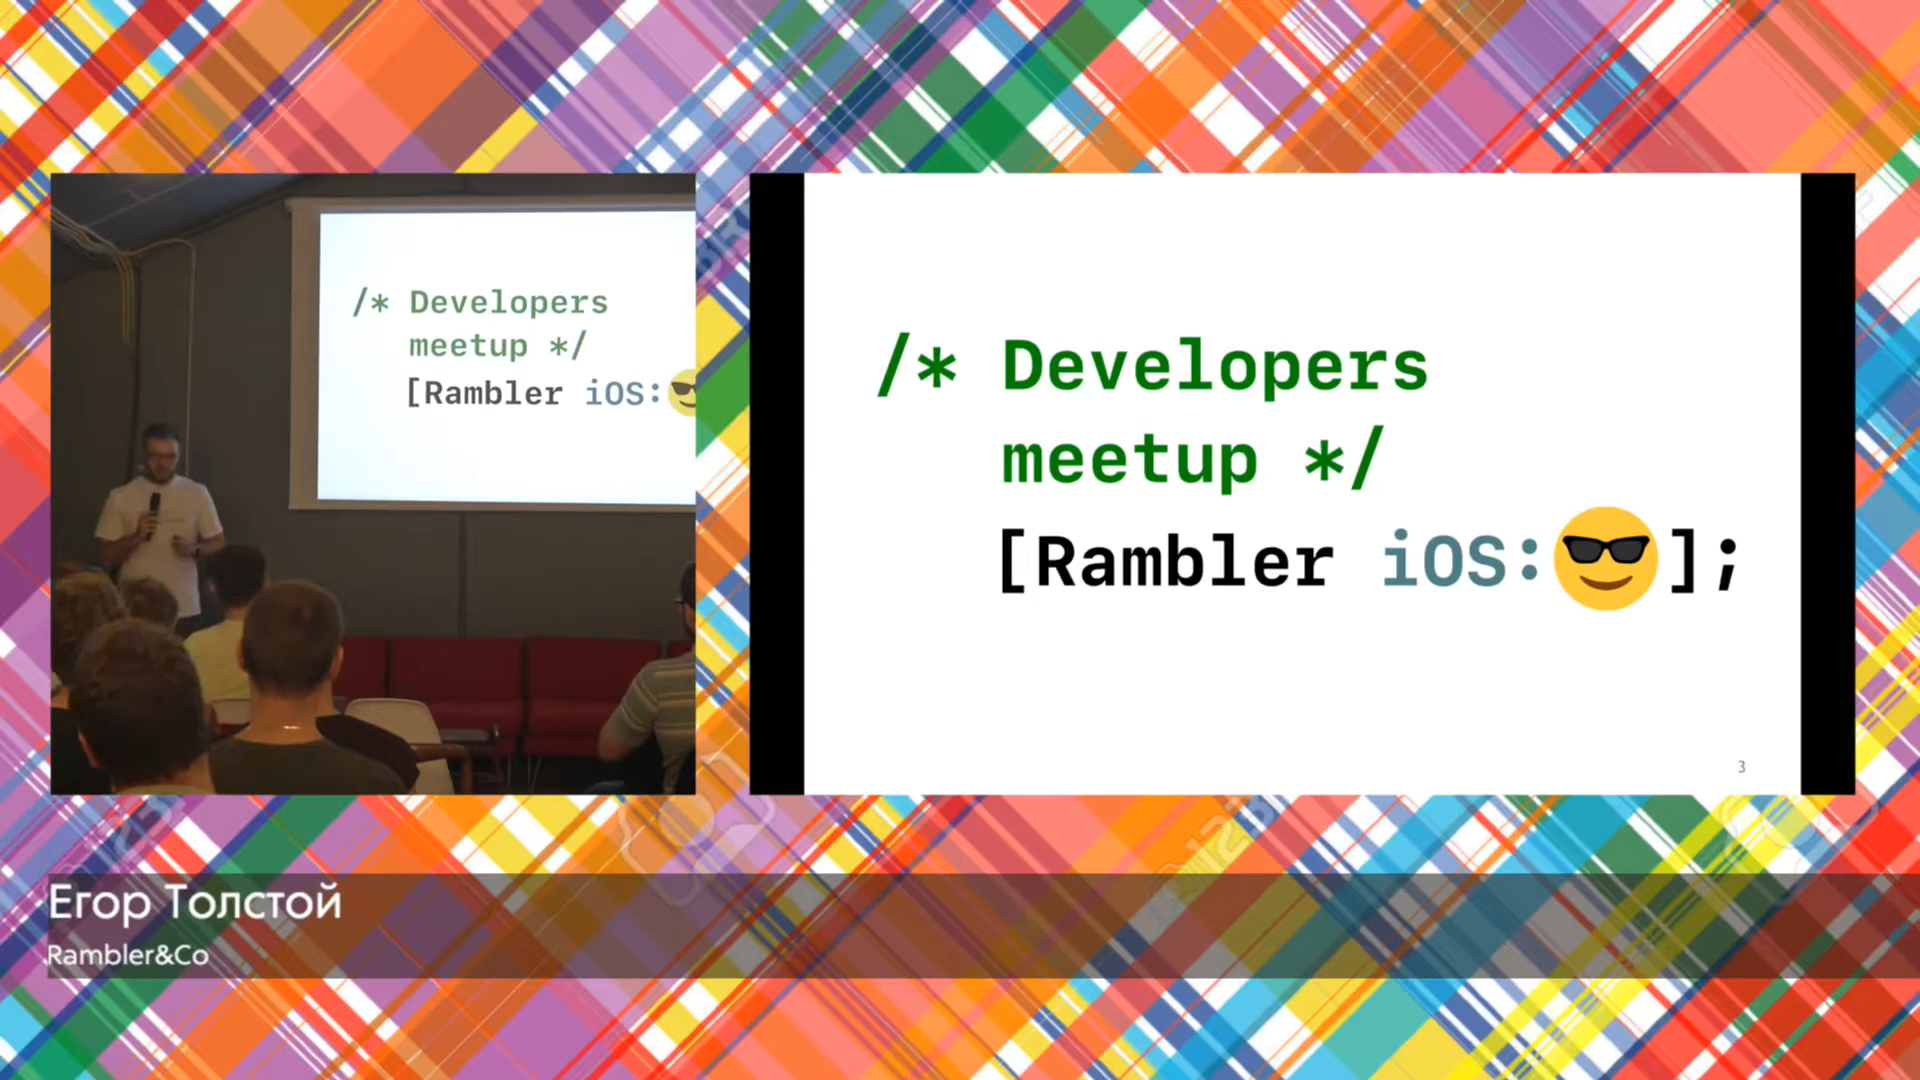 /* Developers
meetup */
[Rambler iOS:😎
/* Developers
meetup */
[Rambler iOS:😎];
3
Егор Толстой
Rambler&Co